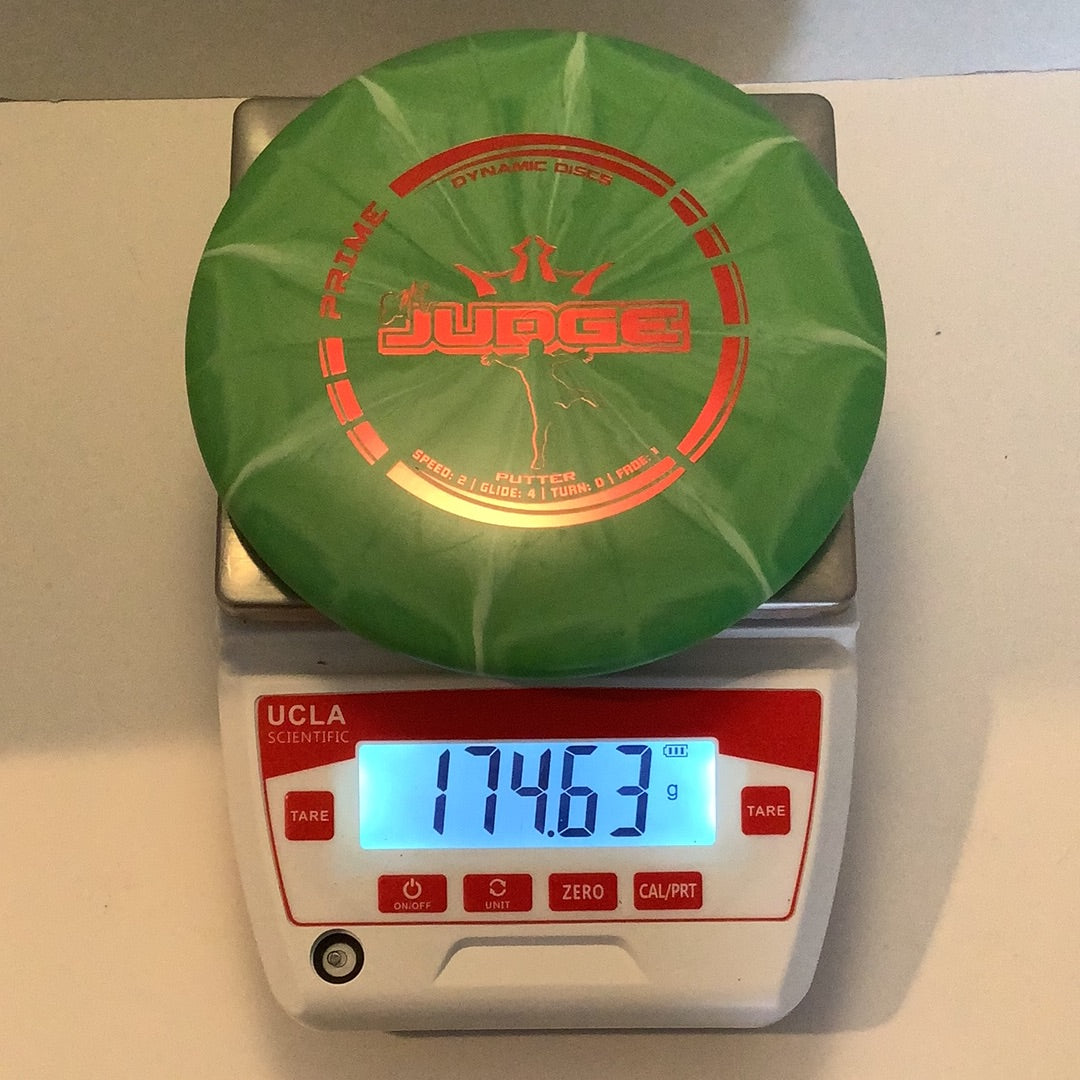 DYNAMIC DISCS
PRIME
JUDGE
PUTTER
SPEED: 2 | GLIDE: 4 | TURN: 0 | FADE: 1
UCLA
SCIENTIFIC
174.63 g
TARE
TARE
ON/OFF
UNIT
ZERO
CAL/PRT